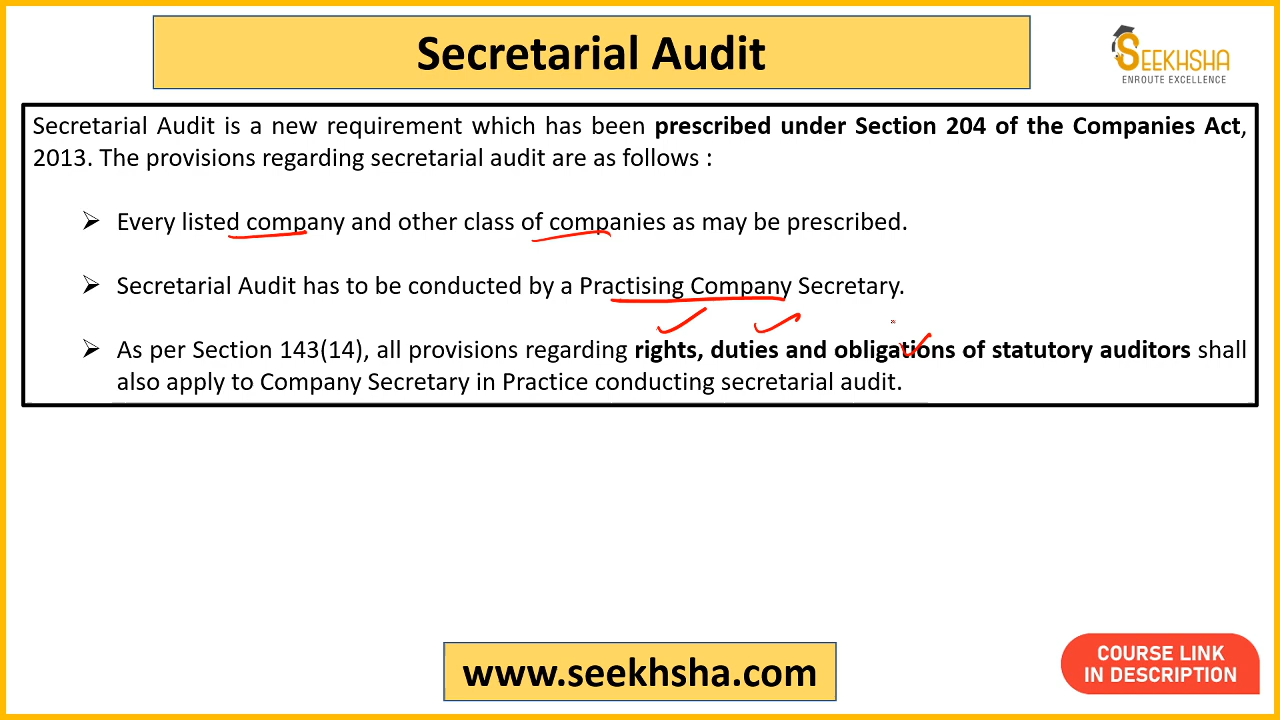 Secretarial Audit
SEEKHSHA
ENROUTE EXCELLENCE
Secretarial Audit is a new requirement which has been prescribed under Section 204 of the Companies Act,
2013. The provisions regarding secretarial audit are as follows :
➢ Every listed company and other class of companies as may be prescribed.
➢ Secretarial Audit has to be conducted by a Practising Company Secretary.
➢ As per Section 143(14), all provisions regarding rights, duties and obligations of statutory auditors shall
also apply to Company Secretary in Practice conducting secretarial audit.
www.seekhsha.com
COURSE LINK
IN DESCRIPTION